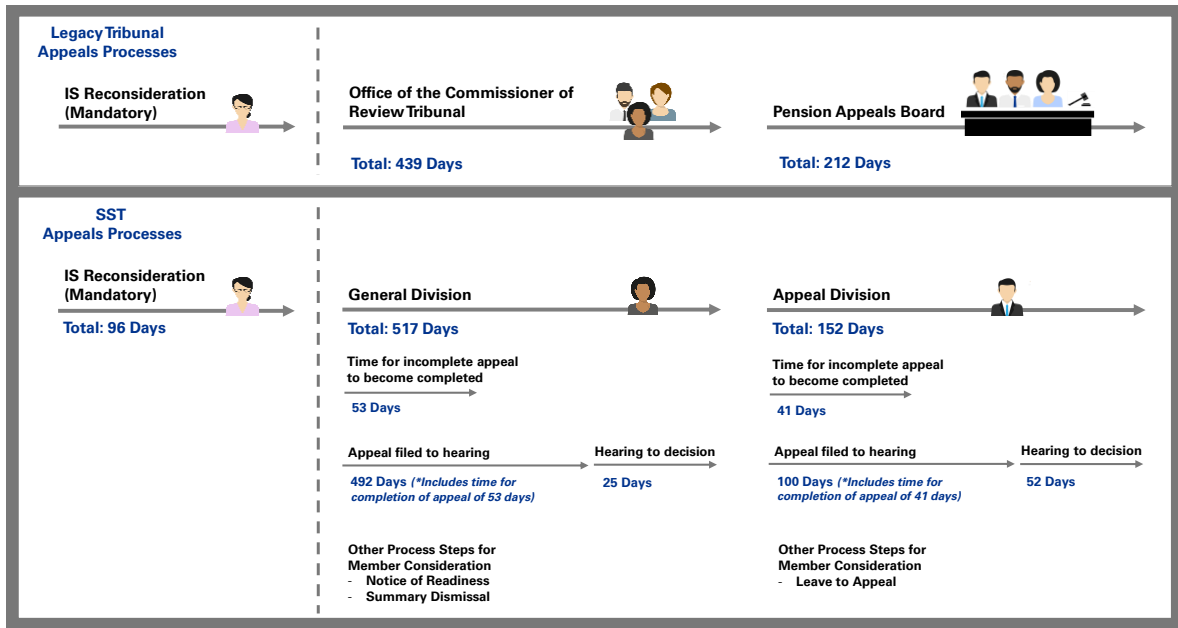 Legacy Tribunal
Appeals Processes
IS Reconsideration
(Mandatory)
Office of the Commissioner of
Review Tribunal
Total: 439 Days
Pension Appeals Board
Total: 212 Days
SST
Appeals Processes
IS Reconsideration
(Mandatory)
Total: 96 Days
General Division
Total: 517 Days
Time for incomplete appeal
to become completed
53 Days
Appeal filed to hearing
492 Days (*Includes time for
completion of appeal of 53 days)
Hearing to decision
25 Days
Other Process Steps for
Member Consideration
- Notice of Readiness
- Summary Dismissal
Appeal Division
Total: 152 Days
Time for incomplete appeal
to become completed
41 Days
Appeal filed to hearing
100 Days (*Includes time for
completion of appeal of 41 days)
Hearing to decision
52 Days
Other Process Steps for
Member Consideration
- Leave to Appeal